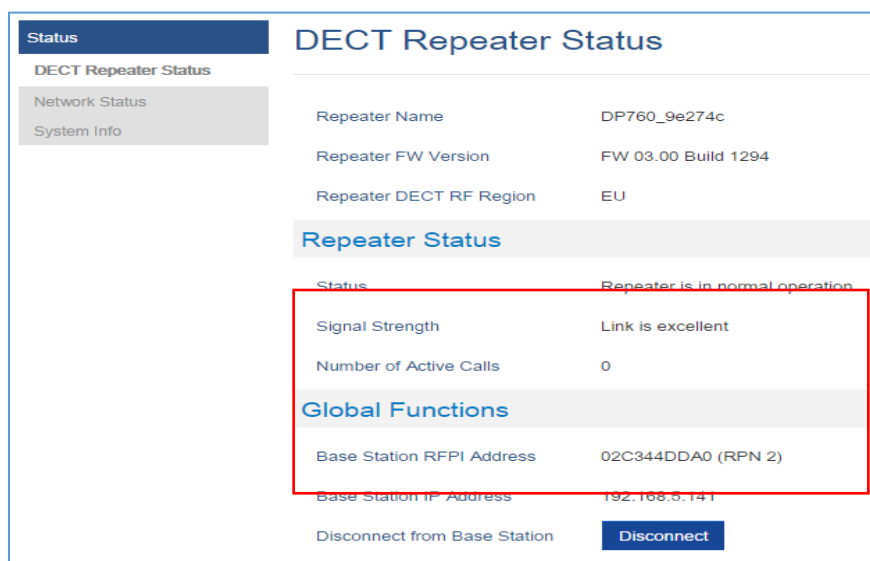 Status
DECT Repeater Status
Network Status
System Info
DECT Repeater Status
Repeater Name DP760_9e274c
Repeater FW Version FW 03.00 Build 1294
Repeater DECT RF Region EU
Repeater Status
Status Repeater is in normal operation
Signal Strength Link is excellent
Number of Active Calls 0
Global Functions
Base Station RFPI Address 02C344DDA0 (RPN 2)
Base Station IP Address 192.168.5.141
Disconnect from Base Station Disconnect